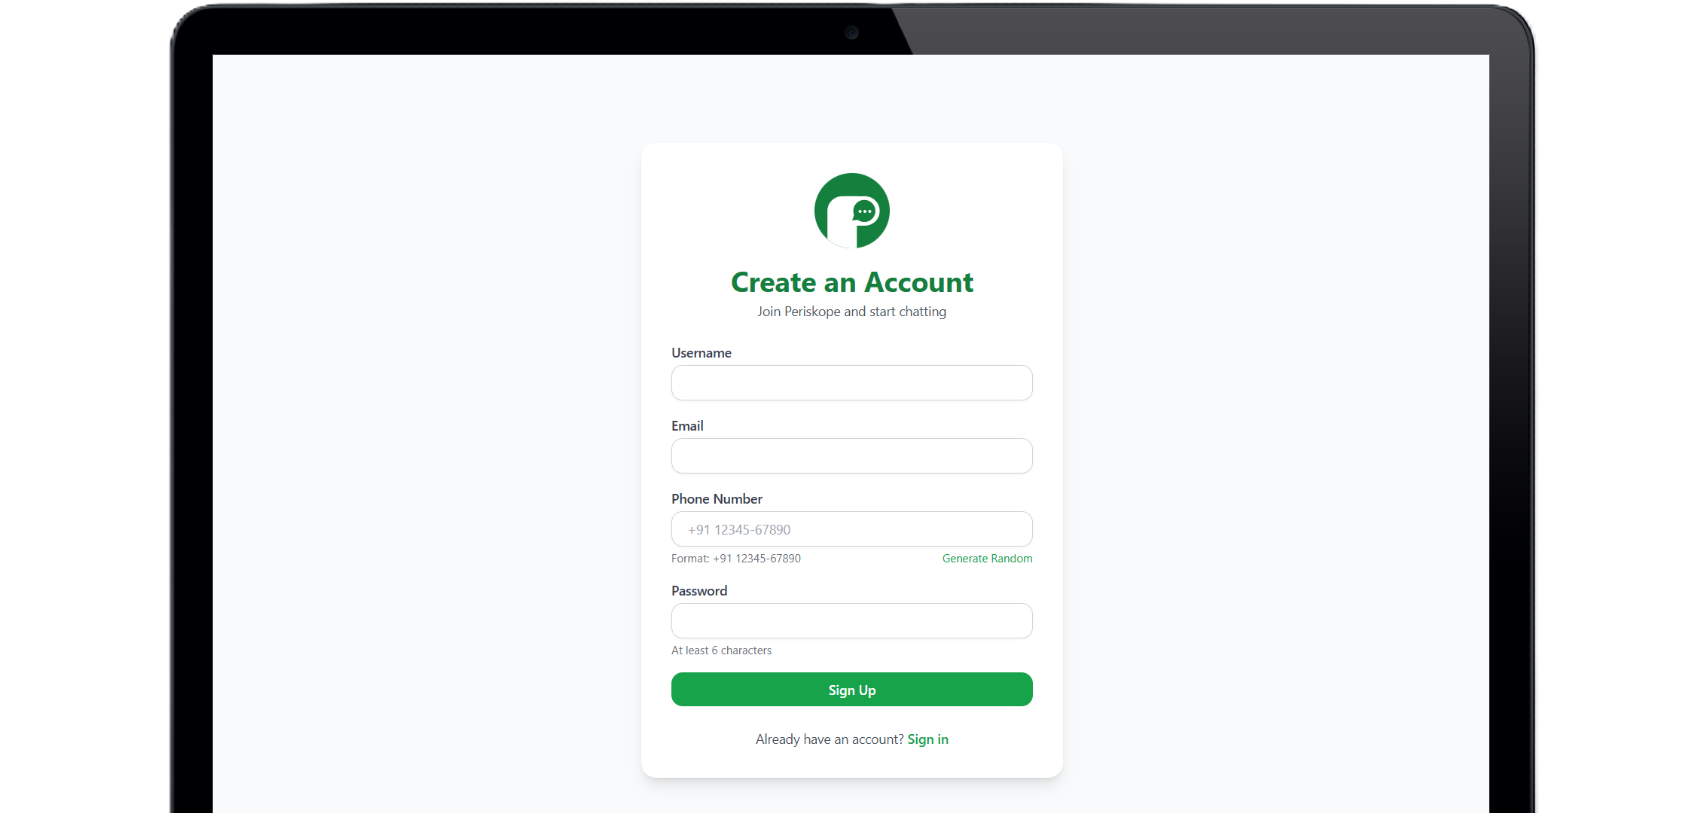 Create an Account
Join Periskope and start chatting
Username
Email
Phone Number
+91 12345-67890
Format: +91 12345-67890 Generate Random
Password
At least 6 characters
Sign Up
Already have an account? Sign in